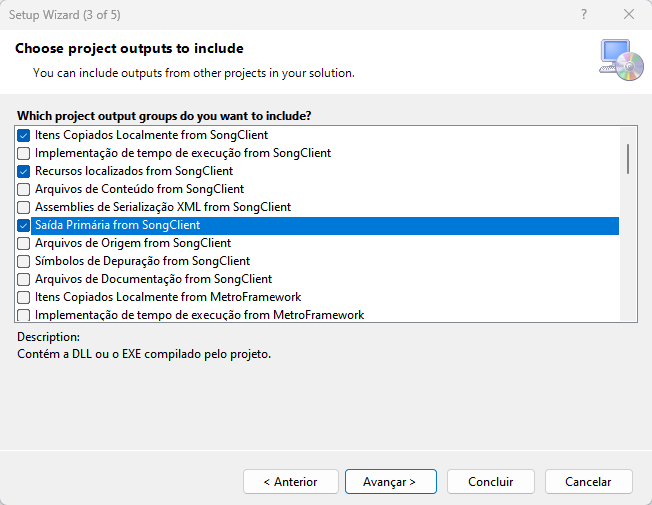 Setup Wizard (3 of 5)
Choose project outputs to include
You can include outputs from other projects in your solution.
Which project output groups do you want to include?
Itens Copiados Localmente from SongClient
Implementação de tempo de execução from SongClient
Recursos localizados from SongClient
Arquivos de Conteúdo from SongClient
Assemblies de Serialização XML from SongClient
Saída Primária from SongClient
Arquivos de Origem from SongClient
Símbolos de Depuração from SongClient
Arquivos de Documentação from SongClient
Itens Copiados Localmente from MetroFramework
Implementação de tempo de execução from MetroFramework
Description:
Contém a DLL ou o EXE compilado pelo projeto.
< Anterior
Avançar >
Concluir
Cancelar